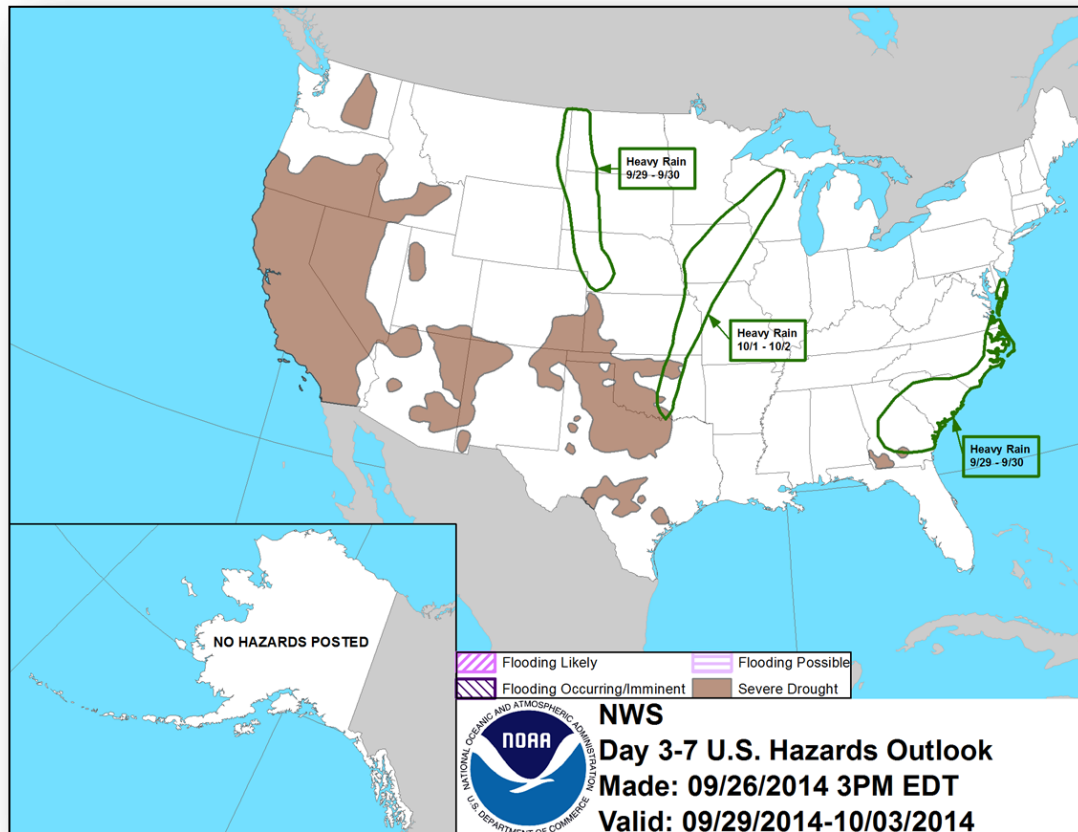 Heavy Rain
9/29 - 9/30
Heavy Rain
10/1 - 10/2
Heavy Rain
9/29 - 9/30
NO HAZARDS POSTED
Flooding Likely
Flooding Possible
Flooding Occurring/Imminent
Severe Drought
NATIONAL OCEANIC AND ATMOSPHERIC ADMINISTRATION
NOAA
U.S. DEPARTMENT OF COMMERCE
NWS
Day 3-7 U.S. Hazards Outlook
Made: 09/26/2014 3PM EDT
Valid: 09/29/2014-10/03/2014